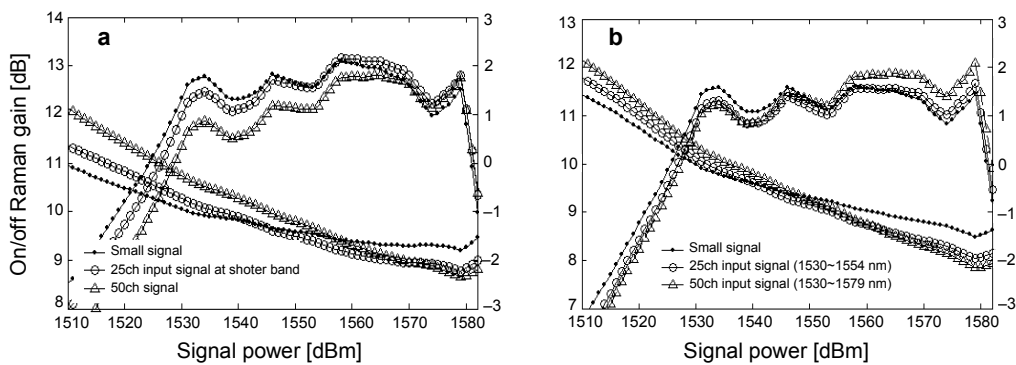 a
On/off Raman gain [dB]
14
13
12
11
10
9
8
3
2
1
0
−1
−2
−3
Small signal
25ch input signal at shoter band
50ch signal
1510 1520 1530 1540 1550 1560 1570 1580
Signal power [dBm]
b
13
12
11
10
9
8
7
3
2
1
0
−1
−2
−3
Small signal
25ch input signal (1530~1554 nm)
50ch input signal (1530~1579 nm)
1510 1520 1530 1540 1550 1560 1570 1580
Signal power [dBm]